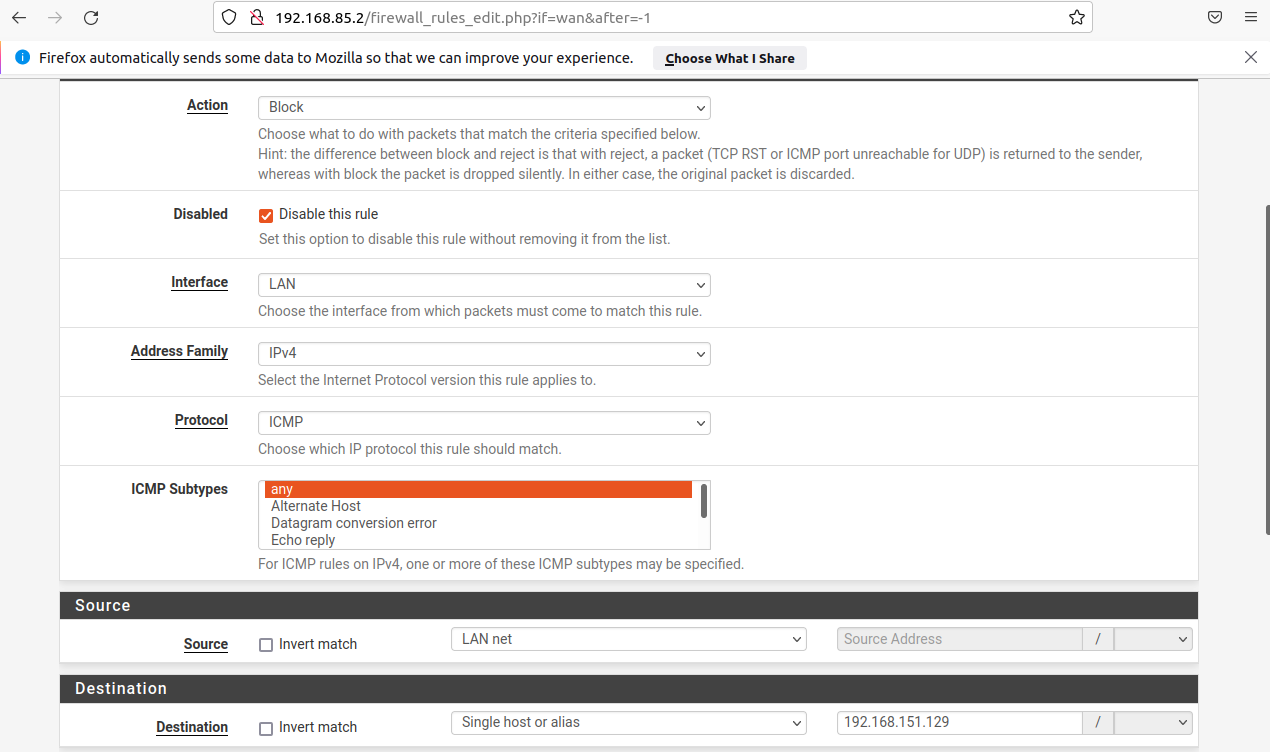 192.168.85.2/firewall_rules_edit.php?if=wan&after=-1
Firefox automatically sends some data to Mozilla so that we can improve your experience. Choose What I Share
Action Block
Choose what to do with packets that match the criteria specified below.
Hint: the difference between block and reject is that with reject, a packet (TCP RST or ICMP port unreachable for UDP) is returned to the sender,
whereas with block the packet is dropped silently. In either case, the original packet is discarded.
Disabled Disable this rule
Set this option to disable this rule without removing it from the list.
Interface LAN
Choose the interface from which packets must come to match this rule.
Address Family IPv4
Select the Internet Protocol version this rule applies to.
Protocol ICMP
Choose which IP protocol this rule should match.
ICMP Subtypes any
Alternate Host
Datagram conversion error
Echo reply
For ICMP rules on IPv4, one or more of these ICMP subtypes may be specified.
Source
Source Invert match LAN net Source Address /
Destination
Destination Invert match Single host or alias 192.168.151.129 /